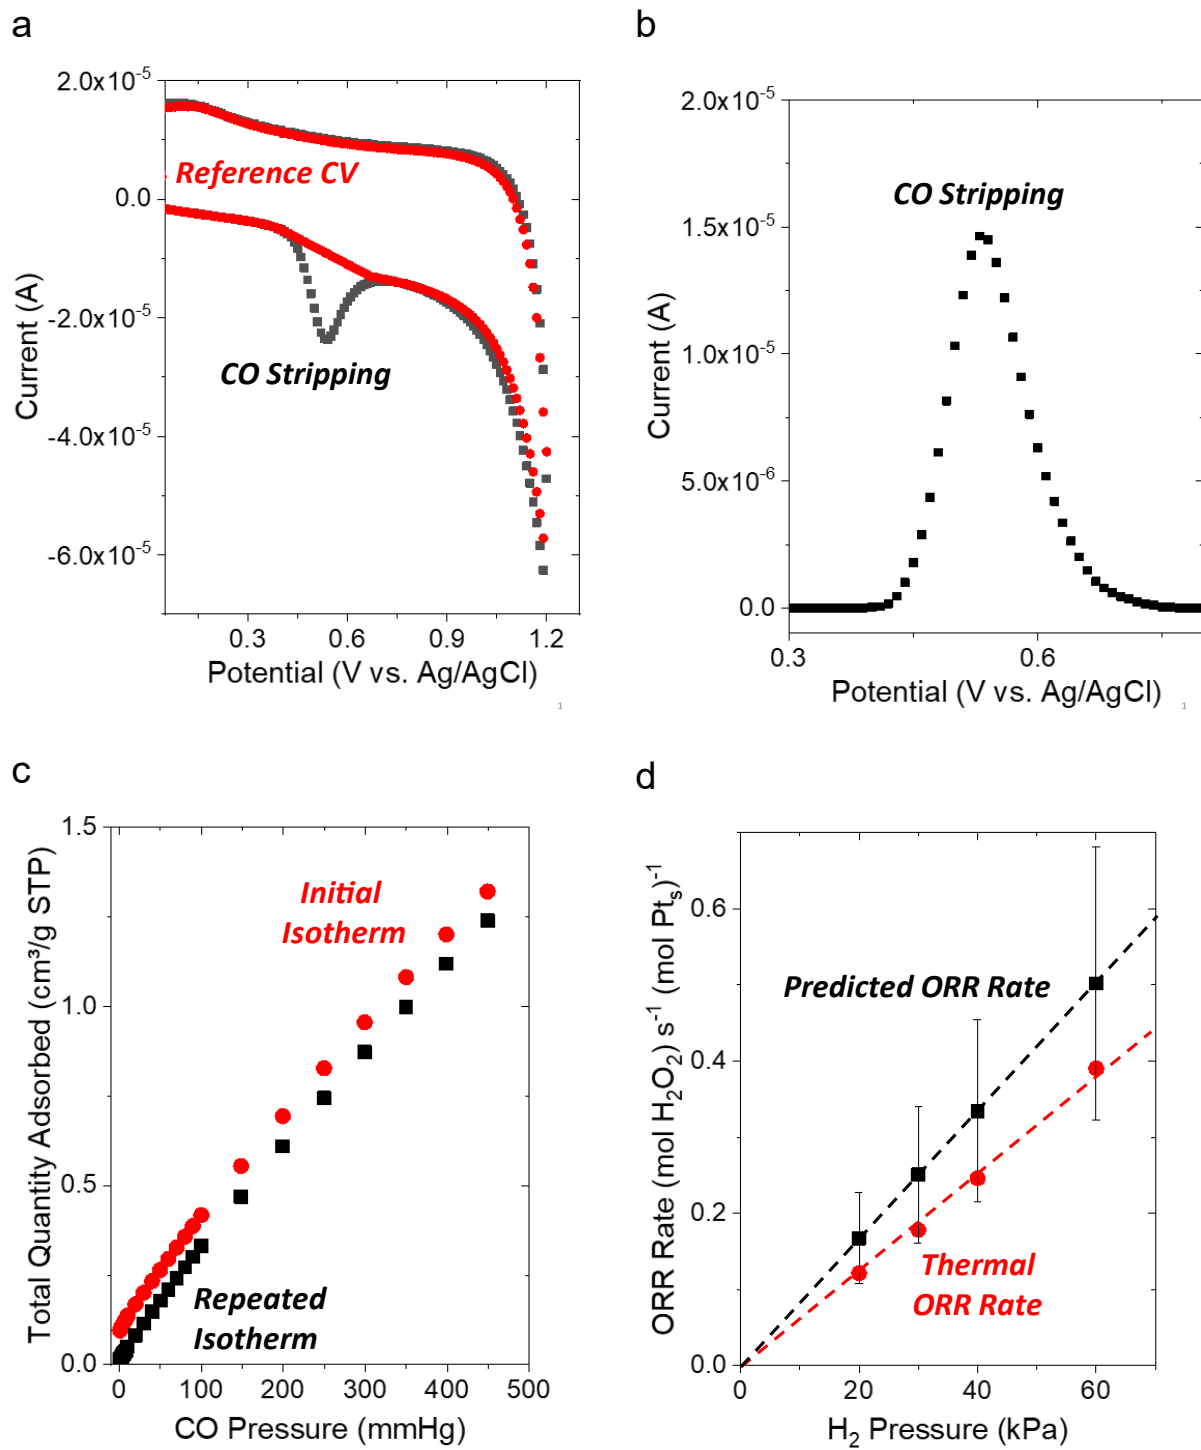 a
2.0x10⁻⁵
0.0
-2.0x10⁻⁵
-4.0x10⁻⁵
-6.0x10⁻⁵
Current (A)
Reference CV
CO Stripping
0.3 0.6 0.9 1.2
Potential (V vs. Ag/AgCl)
1
b
2.0x10⁻⁵
1.5x10⁻⁵
1.0x10⁻⁵
5.0x10⁻⁶
0.0
Current (A)
CO Stripping
0.3 0.6
Potential (V vs. Ag/AgCl)
1
c
1.5
1.0
0.5
0.0
Total Quantity Adsorbed (cm³/g STP)
Initial
Isotherm
Repeated
Isotherm
0 100 200 300 400 500
CO Pressure (mmHg)
d
0.6
0.4
0.2
0.0
ORR Rate (mol H₂O₂) s⁻¹ (mol Ptₛ)⁻¹
Predicted ORR Rate
Thermal
ORR Rate
0 20 40 60
H₂ Pressure (kPa)